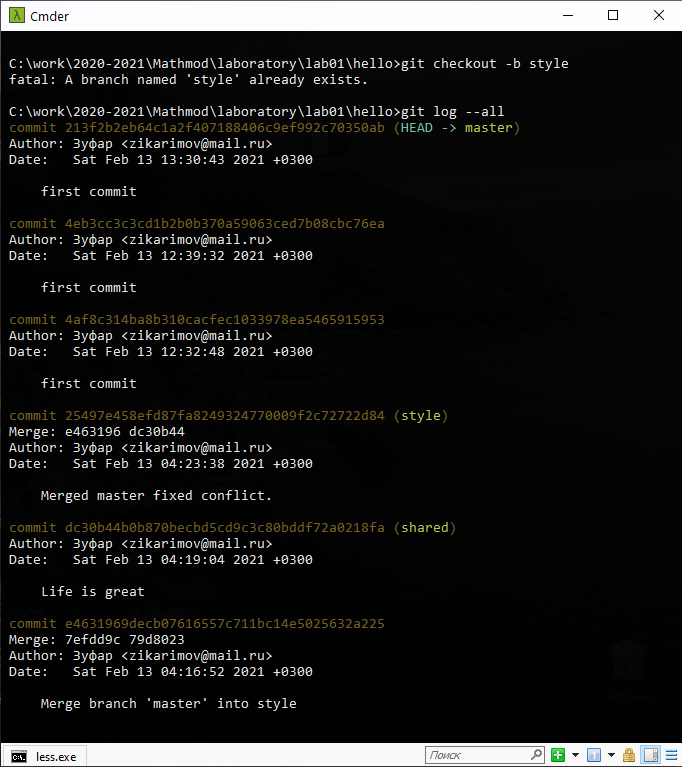 Cmder
C:\work\2020-2021\Mathmod\laboratory\lab01\hello>git checkout -b style
fatal: A branch named 'style' already exists.
C:\work\2020-2021\Mathmod\laboratory\lab01\hello>git log --all
commit 213f2b2eb64c1a2f407188406c9ef992c70350ab (HEAD -> master)
Author: Зуфар <zikarimov@mail.ru>
Date:   Sat Feb 13 13:30:43 2021 +0300
first commit
commit 4eb3cc3c3cd1b2b0b370a59063ced7b08cbc76ea
Author: Зуфар <zikarimov@mail.ru>
Date:   Sat Feb 13 12:39:32 2021 +0300
first commit
commit 4af8c314ba8b310cacfec1033978ea5465915953
Author: Зуфар <zikarimov@mail.ru>
Date:   Sat Feb 13 12:32:48 2021 +0300
first commit
commit 25497e458efd87fa8249324770009f2c72722d84 (style)
Merge: e463196 dc30b44
Author: Зуфар <zikarimov@mail.ru>
Date:   Sat Feb 13 04:23:38 2021 +0300
Merged master fixed conflict.
commit dc30b44b0b870becbd5cd9c3c80bddf72a0218fa (shared)
Author: Зуфар <zikarimov@mail.ru>
Date:   Sat Feb 13 04:19:04 2021 +0300
Life is great
commit e4631969decb07616557c711bc14e5025632a225
Merge: 7efdd9c 79d8023
Author: Зуфар <zikarimov@mail.ru>
Date:   Sat Feb 13 04:16:52 2021 +0300
Merge branch 'master' into style
less.exe
Поиск